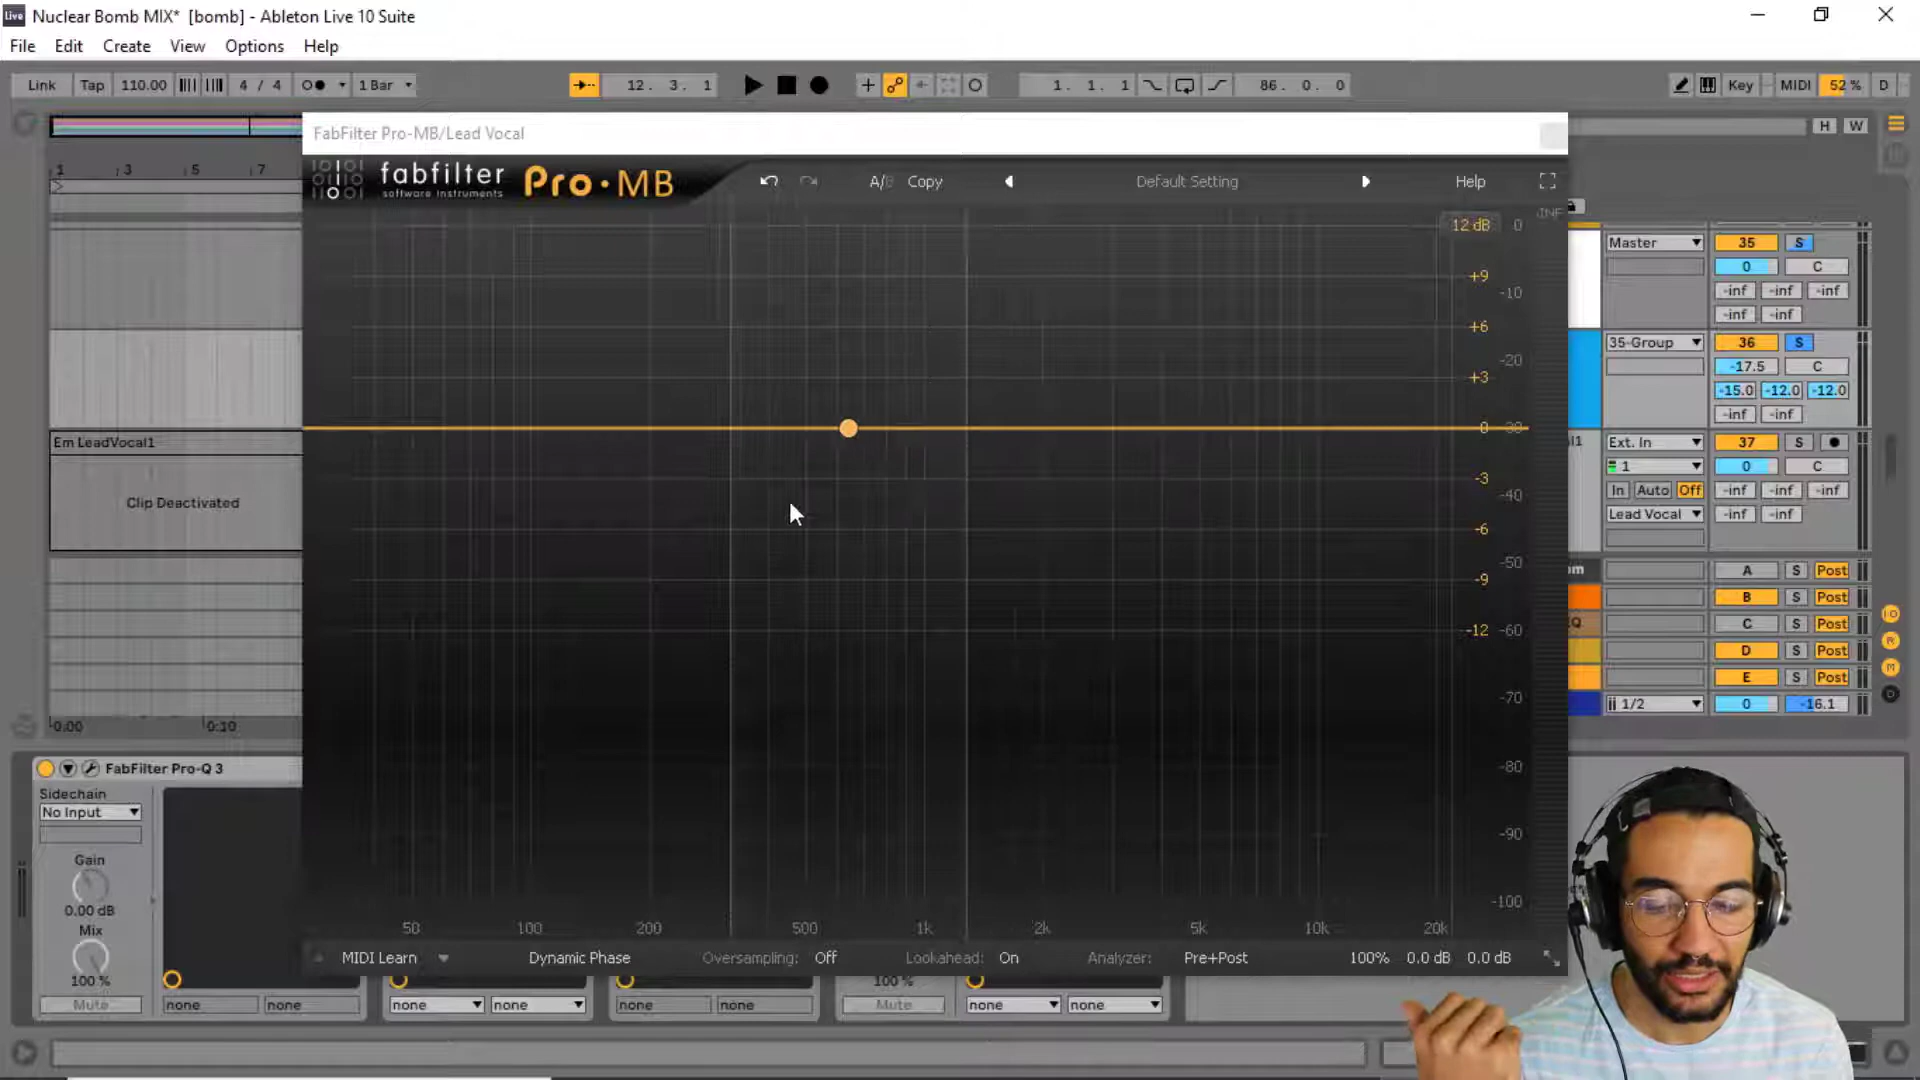 Live Nuclear Bomb MIX* [bomb] - Ableton Live 10 Suite
File Edit Create View Options Help
Link Tap 110.00 4 / 4 1 Bar 12. 3. 1 1. 1. 1 86. 0. 0 Key MIDI 52 % D
FabFilter Pro-MB/Lead Vocal H W
1 3 5 7
fabfilter
software instruments
Pro·MB A/B Copy Default Setting Help
12 dB 0 -INF
+9
-10
+6
-20
+3
0 -30
-3
-40
-6
-50
-9
-12 -60
-70
-80
-90
-100
50 100 200 500 1k 2k 5k 10k 20k
MIDI Learn Dynamic Phase Oversampling: Off Lookahead: On Analyzer: Pre+Post 100% 0.0 dB 0.0 dB
Em LeadVocal1
Clip Deactivated
0:00 0:10
Master 35 S
0 C
-inf -inf -inf
-inf -inf
35-Group 36 S
-17.5 C
-15.0 -12.0 -12.0
-inf -inf
Ext. In 37 S
1 0 C
In Auto Off -inf -inf -inf
Lead Vocal -inf -inf
A S Post
B S Post
C S Post
D S Post
E S Post
1/2 0 -16.1
I·O
R
M
D
FabFilter Pro-Q 3
Sidechain
No Input
Gain
0.00 dB
Mix
100 %
Mute none none none none none none
100 %
Mute none none